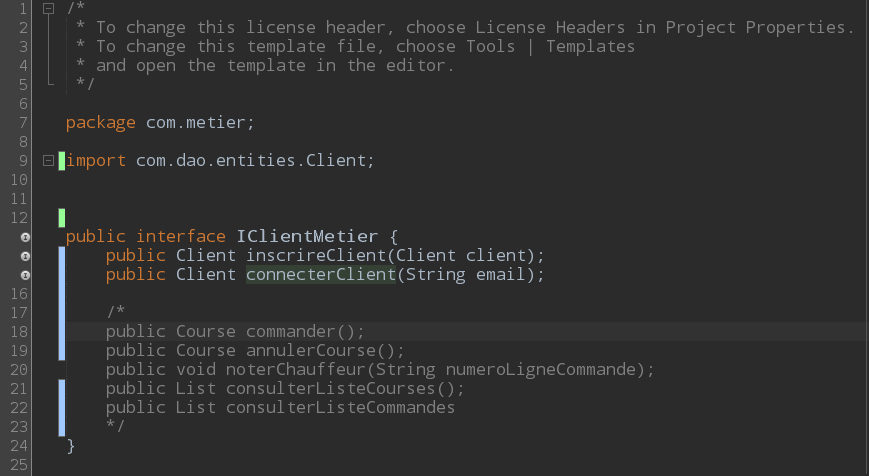 1 /*
2 * To change this license header, choose License Headers in Project Properties.
3 * To change this template file, choose Tools | Templates
4 * and open the template in the editor.
5 */
6
7 package com.metier;
8
9 import com.dao.entities.Client;
10
11
12
public interface IClientMetier {
public Client inscrireClient(Client client);
public Client connecterClient(String email);
16
17 /*
18 public Course commander();
19 public Course annulerCourse();
20 public void noterChauffeur(String numeroLigneCommande);
21 public List consulterListeCourses();
22 public List consulterListeCommandes
23 */
24 }
25